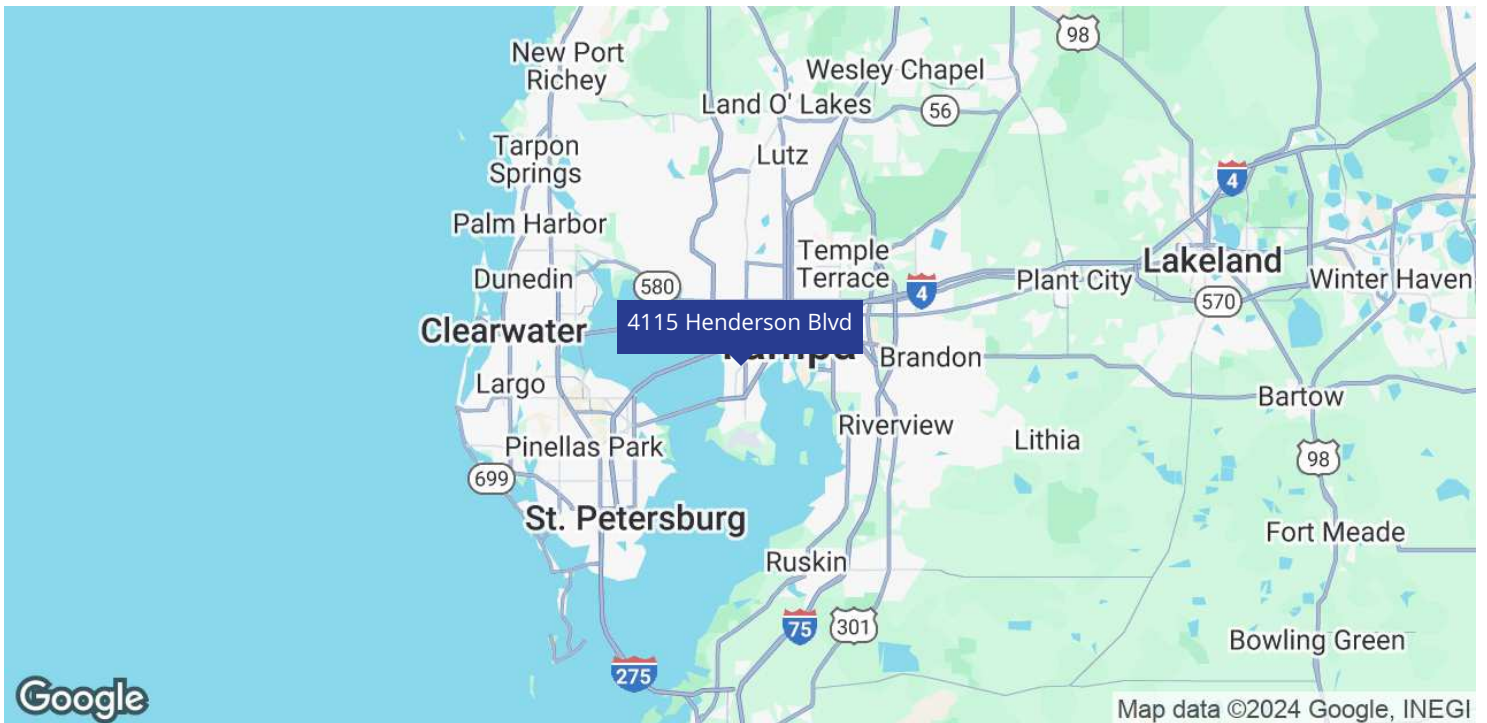 98
New Port
Richey
Wesley Chapel
Land O' Lakes
56
Tarpon
Springs
Lutz
4
Palm Harbor
Temple
Terrace
Lakeland
Dunedin
580
4
Plant City
570
Winter Haven
4115 Henderson Blvd
Clearwater
Brandon
Largo
Bartow
Riverview
Lithia
Pinellas Park
98
699
St. Petersburg
Fort Meade
Ruskin
75
301
Bowling Green
275
Google
Map data ©2024 Google, INEGI